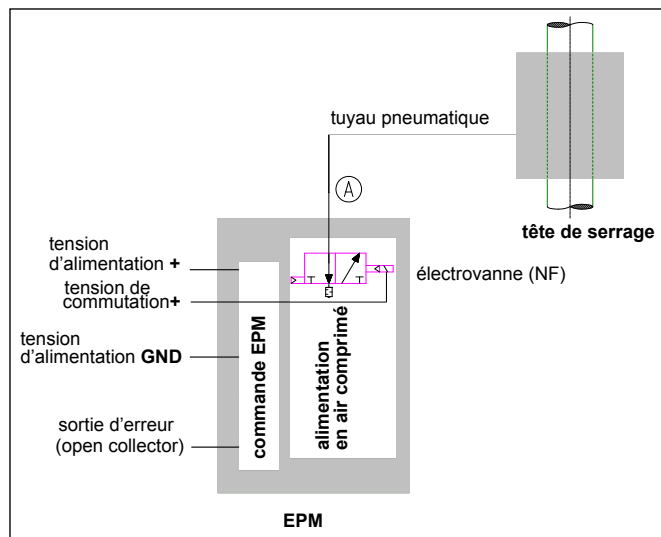 tuyau pneumatique
A
tête de serrage
tension
d'alimentation +
électrovanne (NF)
tension de
commutation+
tension
d'alimentation GND
commande EPM
alimentation
en air comprimé
sortie d'erreur
(open collector)
EPM